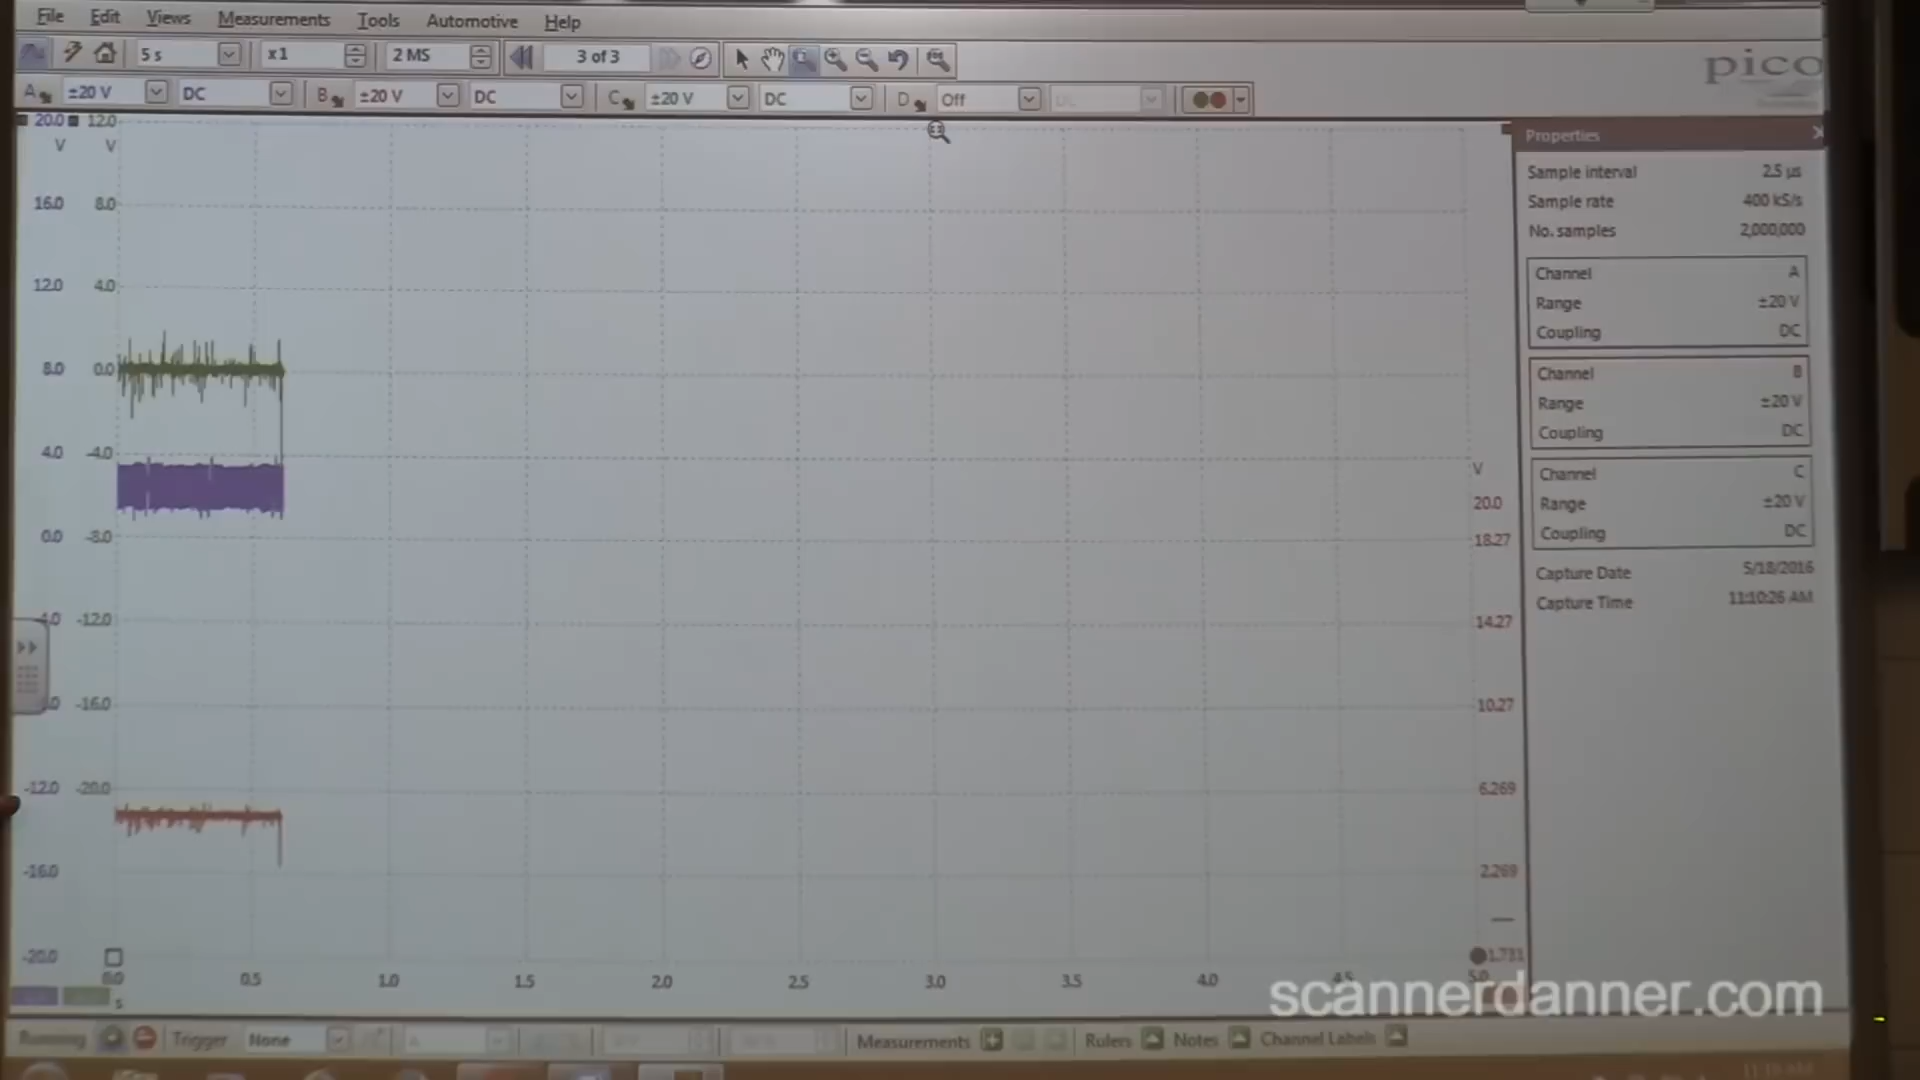 File Edit Views Measurements Tools Automotive Help
5 s x1 2 MS 3 of 3
pico
A ±20 V DC B ±20 V DC C ±20 V DC D Off
20.0 12.0
V V
16.0 8.0
12.0 4.0
8.0 0.0
4.0 -4.0
0.0 -8.0
-12.0
-16.0
-12.0 -20.0
-16.0
-20.0
V
20.0
18.27
14.27
10.27
6.269
2.269
-1.731
0.0 0.5 1.0 1.5 2.0 2.5 3.0 3.5 4.0 4.5 5.0
s
Properties
Sample interval 2.5 µs
Sample rate 400 kS/s
No. samples 2,000,000
Channel A
Range ±20 V
Coupling DC
Channel B
Range ±20 V
Coupling DC
Channel C
Range ±20 V
Coupling DC
Capture Date 5/18/2016
Capture Time 11:10:26 AM
scannerdanner.com
Running Trigger None A Measurements Rulers Notes Channel Labels